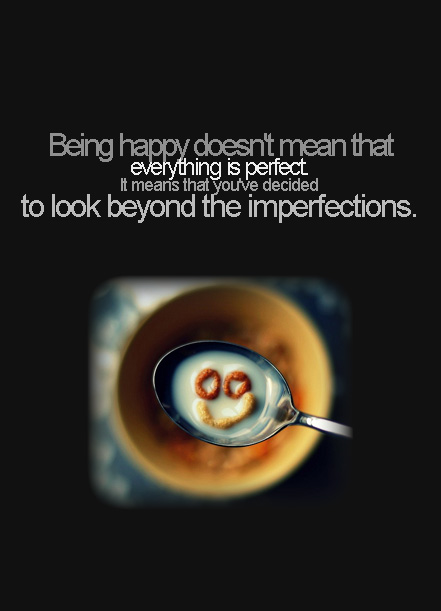 Being happy doesn't mean that
everything is perfect.
It means that you've decided
to look beyond the imperfections.